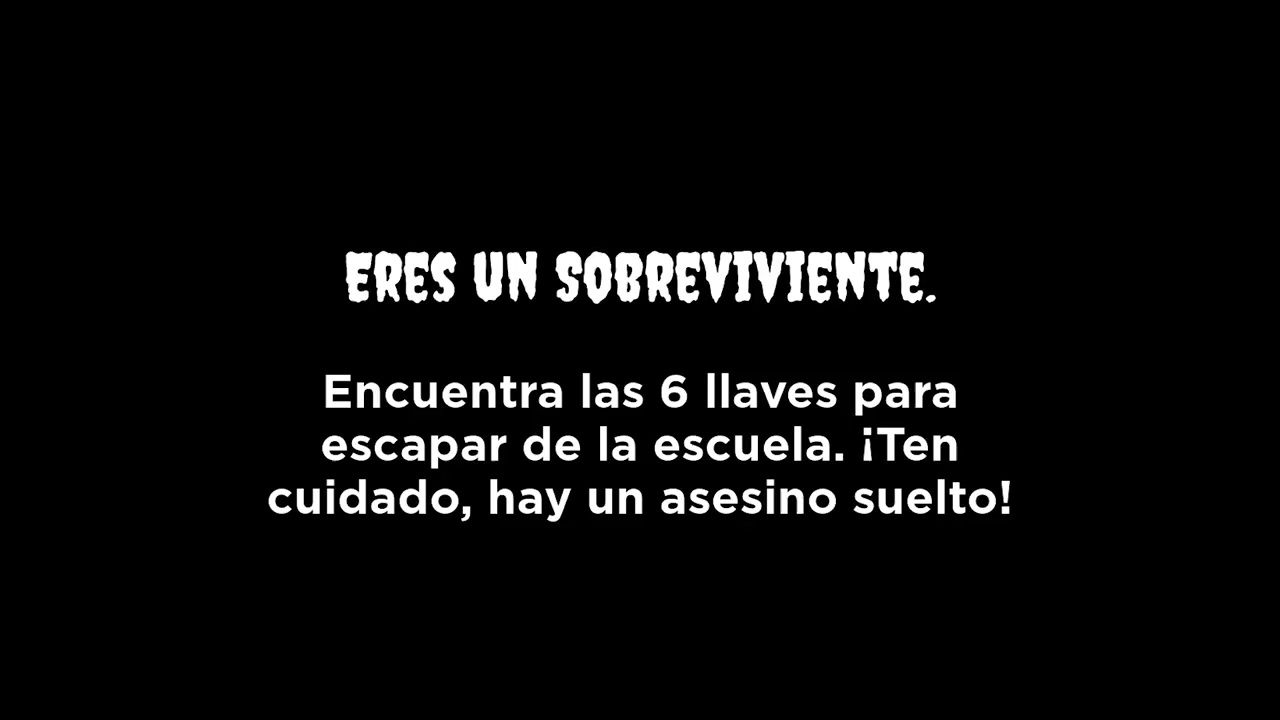 ERES UN SOBREVIVIENTE.
Encuentra las 6 llaves para
escapar de la escuela. ¡Ten
cuidado, hay un asesino suelto!